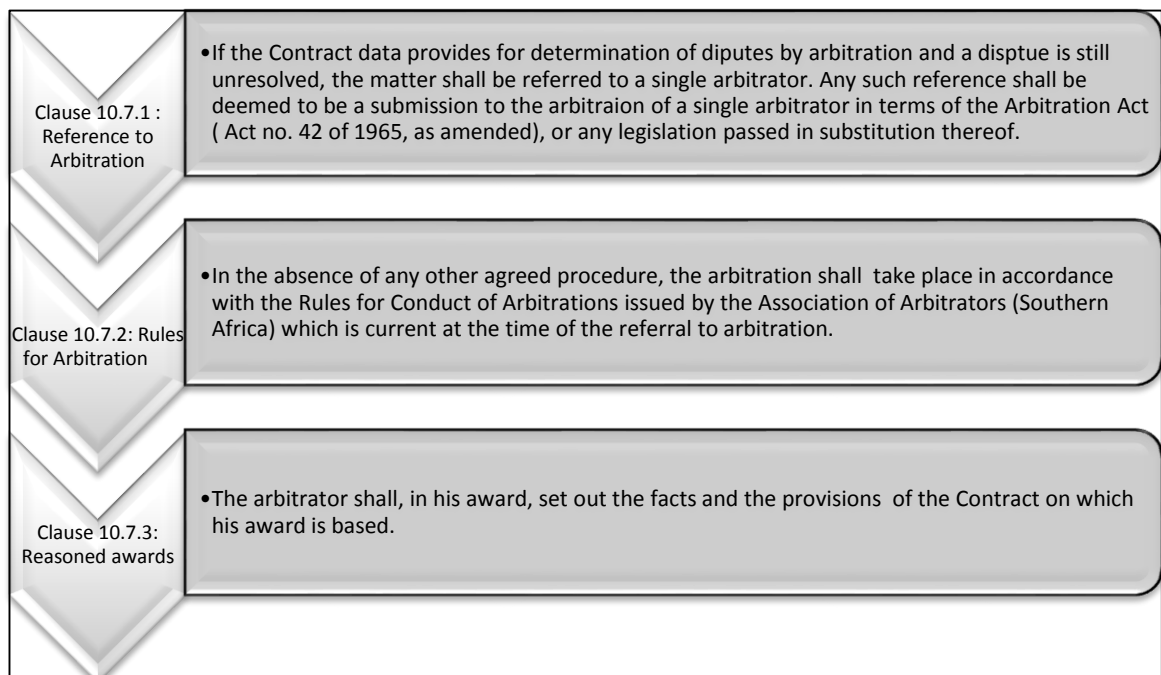 Clause 10.7.1 :
Reference to
Arbitration
•If the Contract data provides for determination of diputes by arbitration and a disptue is still
unresolved, the matter shall be referred to a single arbitrator. Any such reference shall be
deemed to be a submission to the arbitraion of a single arbitrator in terms of the Arbitration Act
( Act no. 42 of 1965, as amended), or any legislation passed in substitution thereof.
Clause 10.7.2: Rules
for Arbitration
•In the absence of any other agreed procedure, the arbitration shall  take place in accordance
with the Rules for Conduct of Arbitrations issued by the Association of Arbitrators (Southern
Africa) which is current at the time of the referral to arbitration.
Clause 10.7.3:
Reasoned awards
•The arbitrator shall, in his award, set out the facts and the provisions  of the Contract on which
his award is based.